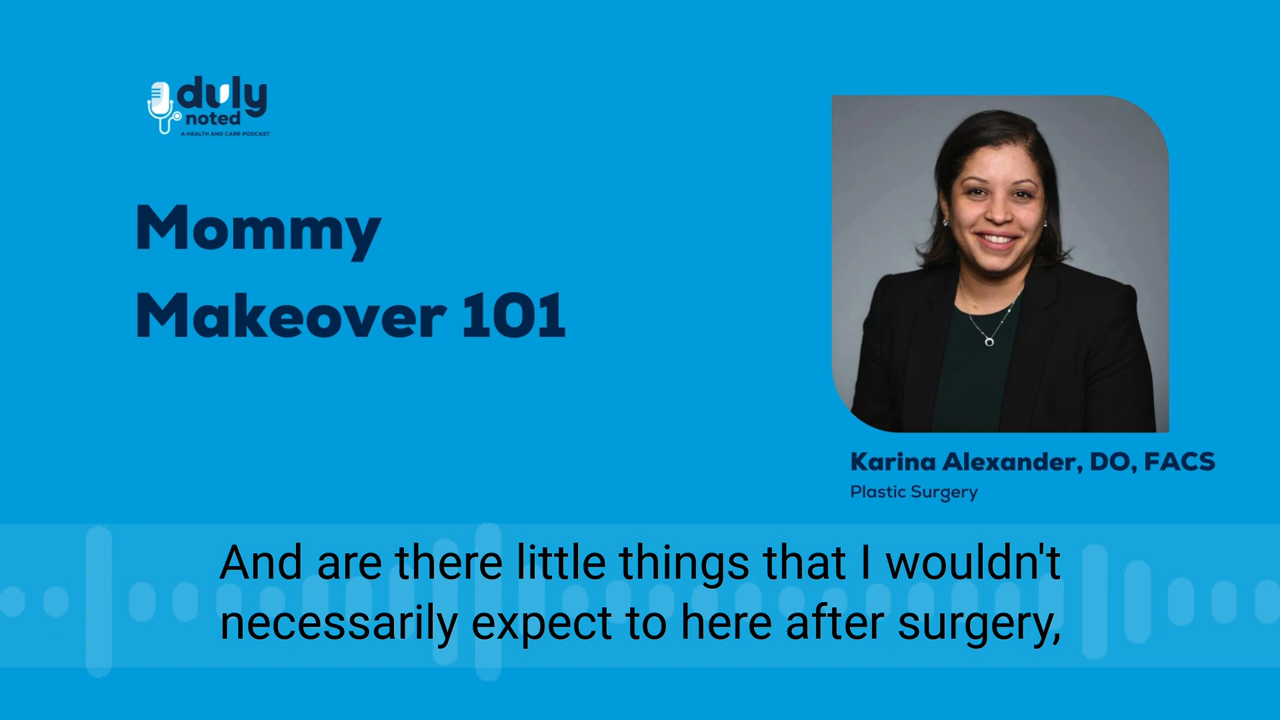 duly
noted
A HEALTH AND CARE PODCAST
Mommy
Makeover 101
Karina Alexander, DO, FACS
Plastic Surgery
And are there little things that I wouldn't
necessarily expect to here after surgery,